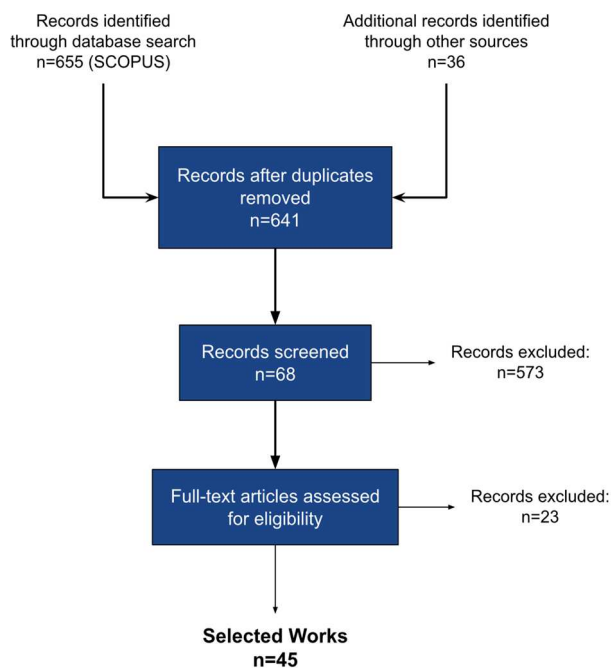 Records identified
through database search
n=655 (SCOPUS)
Additional records identified
through other sources
n=36
Records after duplicates
removed
n=641
Records screened
n=68
Records excluded:
n=573
Full-text articles assessed
for eligibility
Records excluded:
n=23
Selected Works
n=45